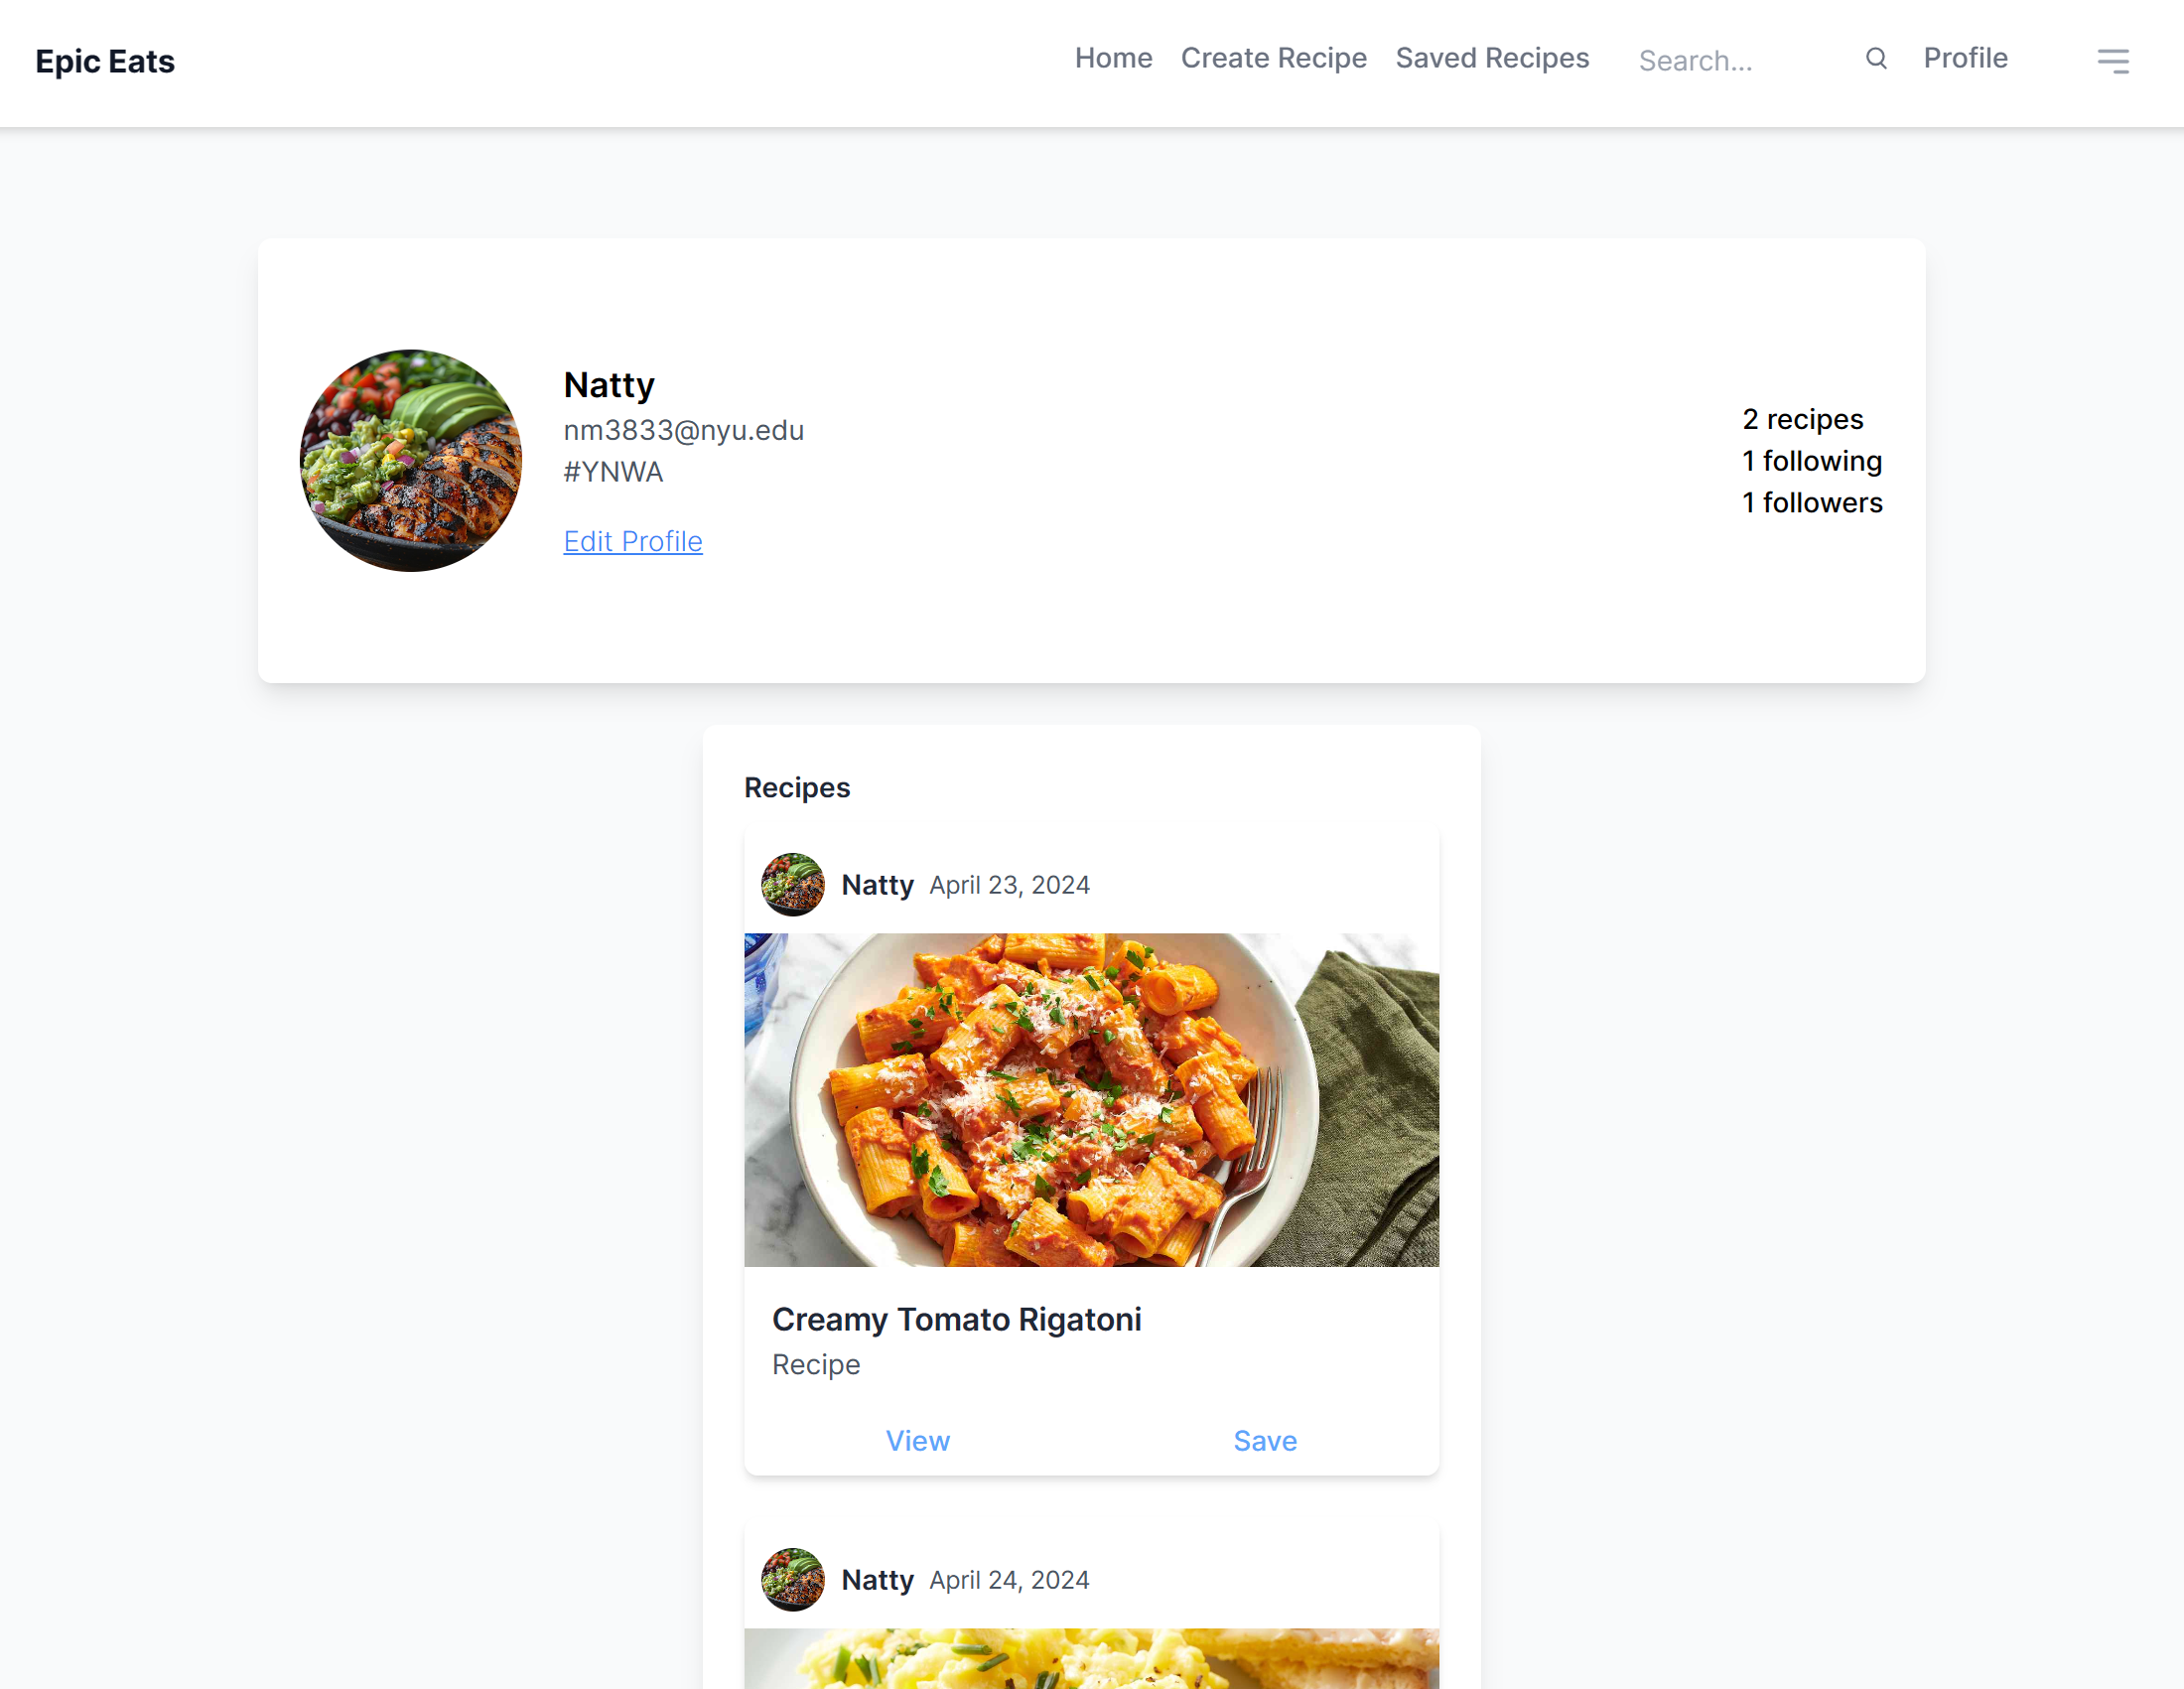 Epic Eats
Home Create Recipe Saved Recipes Search... Profile
Natty
nm3833@nyu.edu
#YNWA
Edit Profile
2 recipes
1 following
1 followers
Recipes
Natty April 23, 2024
Creamy Tomato Rigatoni
Recipe
View Save
Natty April 24, 2024